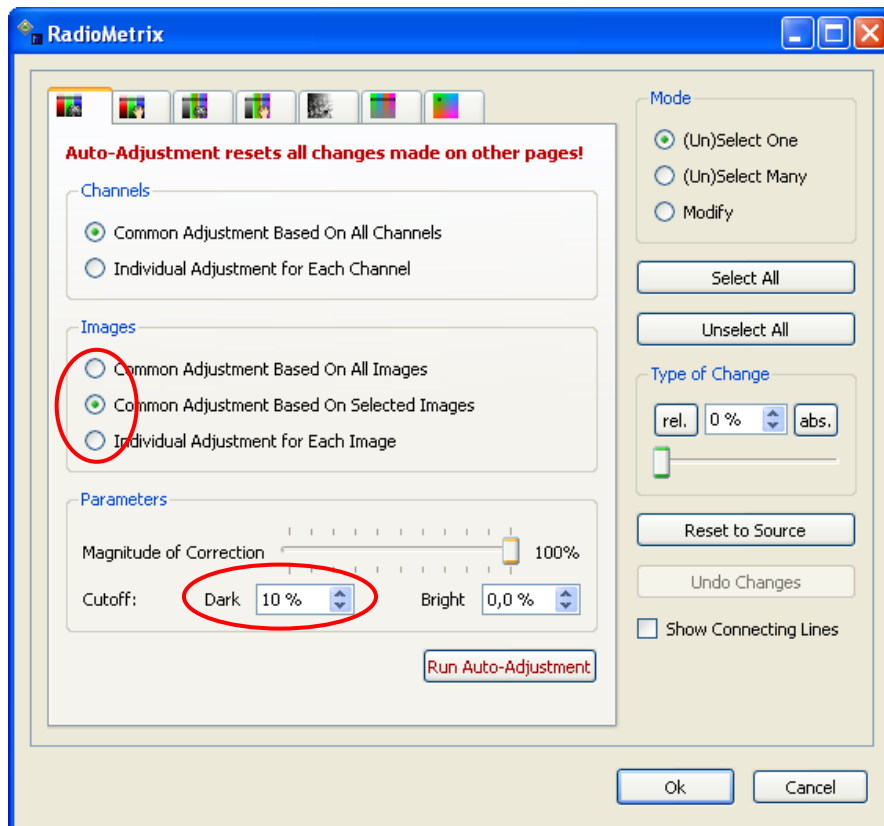 RadioMetrix
Auto-Adjustment resets all changes made on other pages!
Channels
Common Adjustment Based On All Channels
Individual Adjustment for Each Channel
Images
Common Adjustment Based On All Images
Common Adjustment Based On Selected Images
Individual Adjustment for Each Image
Parameters
Magnitude of Correction 100%
Cutoff: Dark 10 % Bright 0,0 %
Run Auto-Adjustment
Mode
(Un)Select One
(Un)Select Many
Modify
Select All
Unselect All
Type of Change
rel. 0 % abs.
Reset to Source
Undo Changes
Show Connecting Lines
Ok Cancel